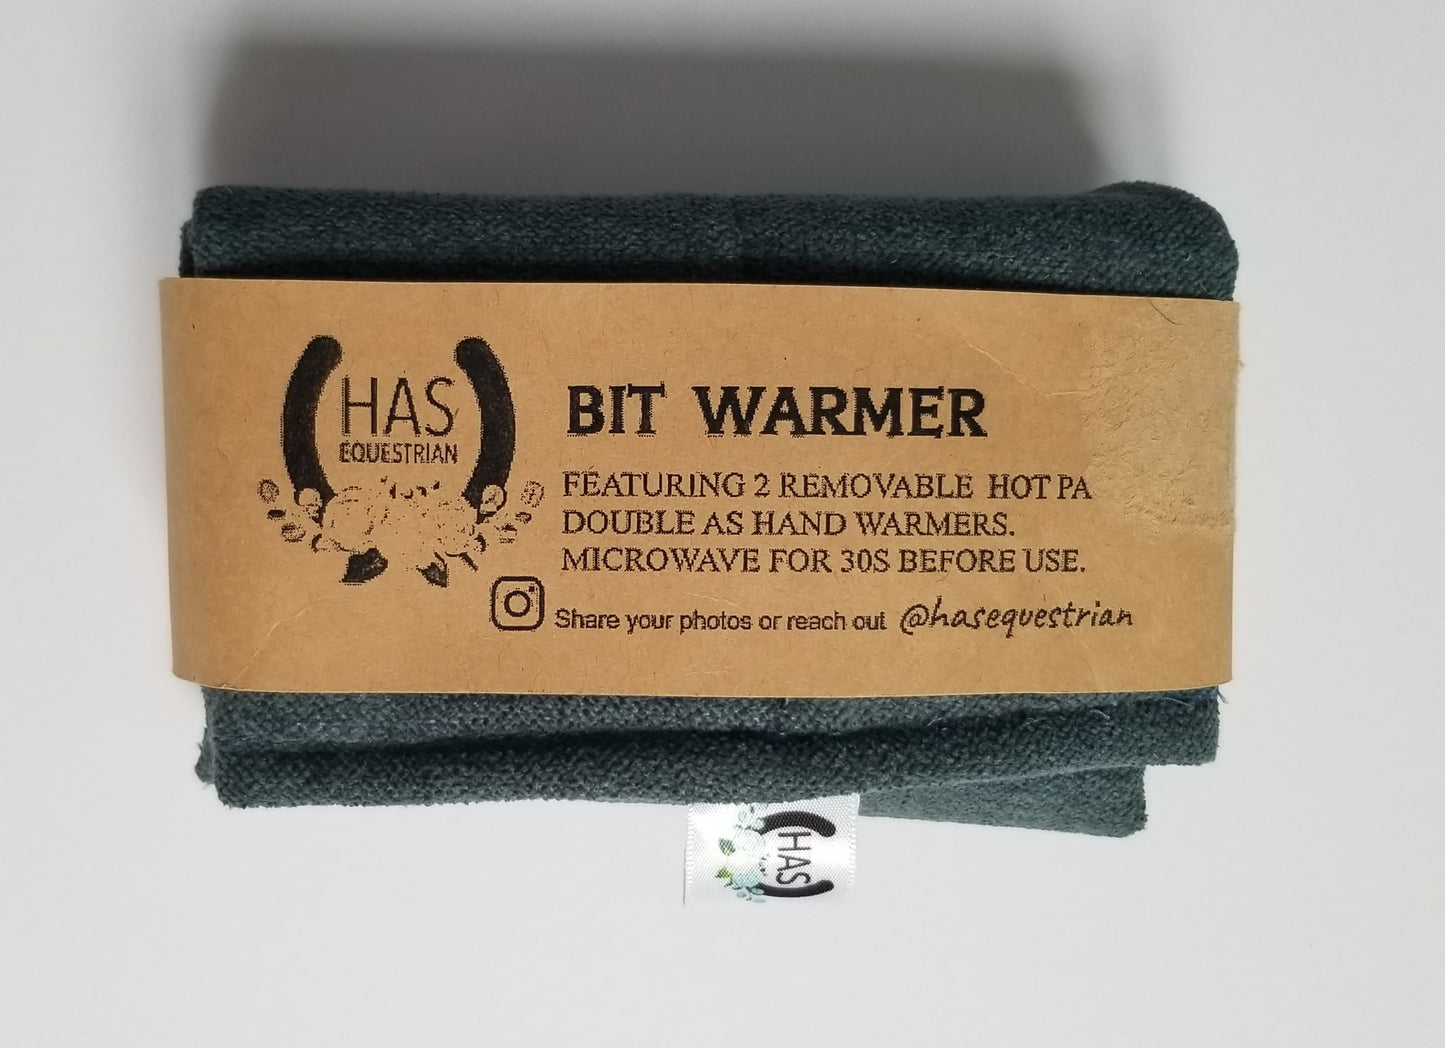 HAS
EQUESTRIAN
BIT WARMER
FEATURING 2 REMOVABLE HOT PA
DOUBLE AS HAND WARMERS.
MICROWAVE FOR 30S BEFORE USE.
Share your photos or reach out @hasequestrian
HAS